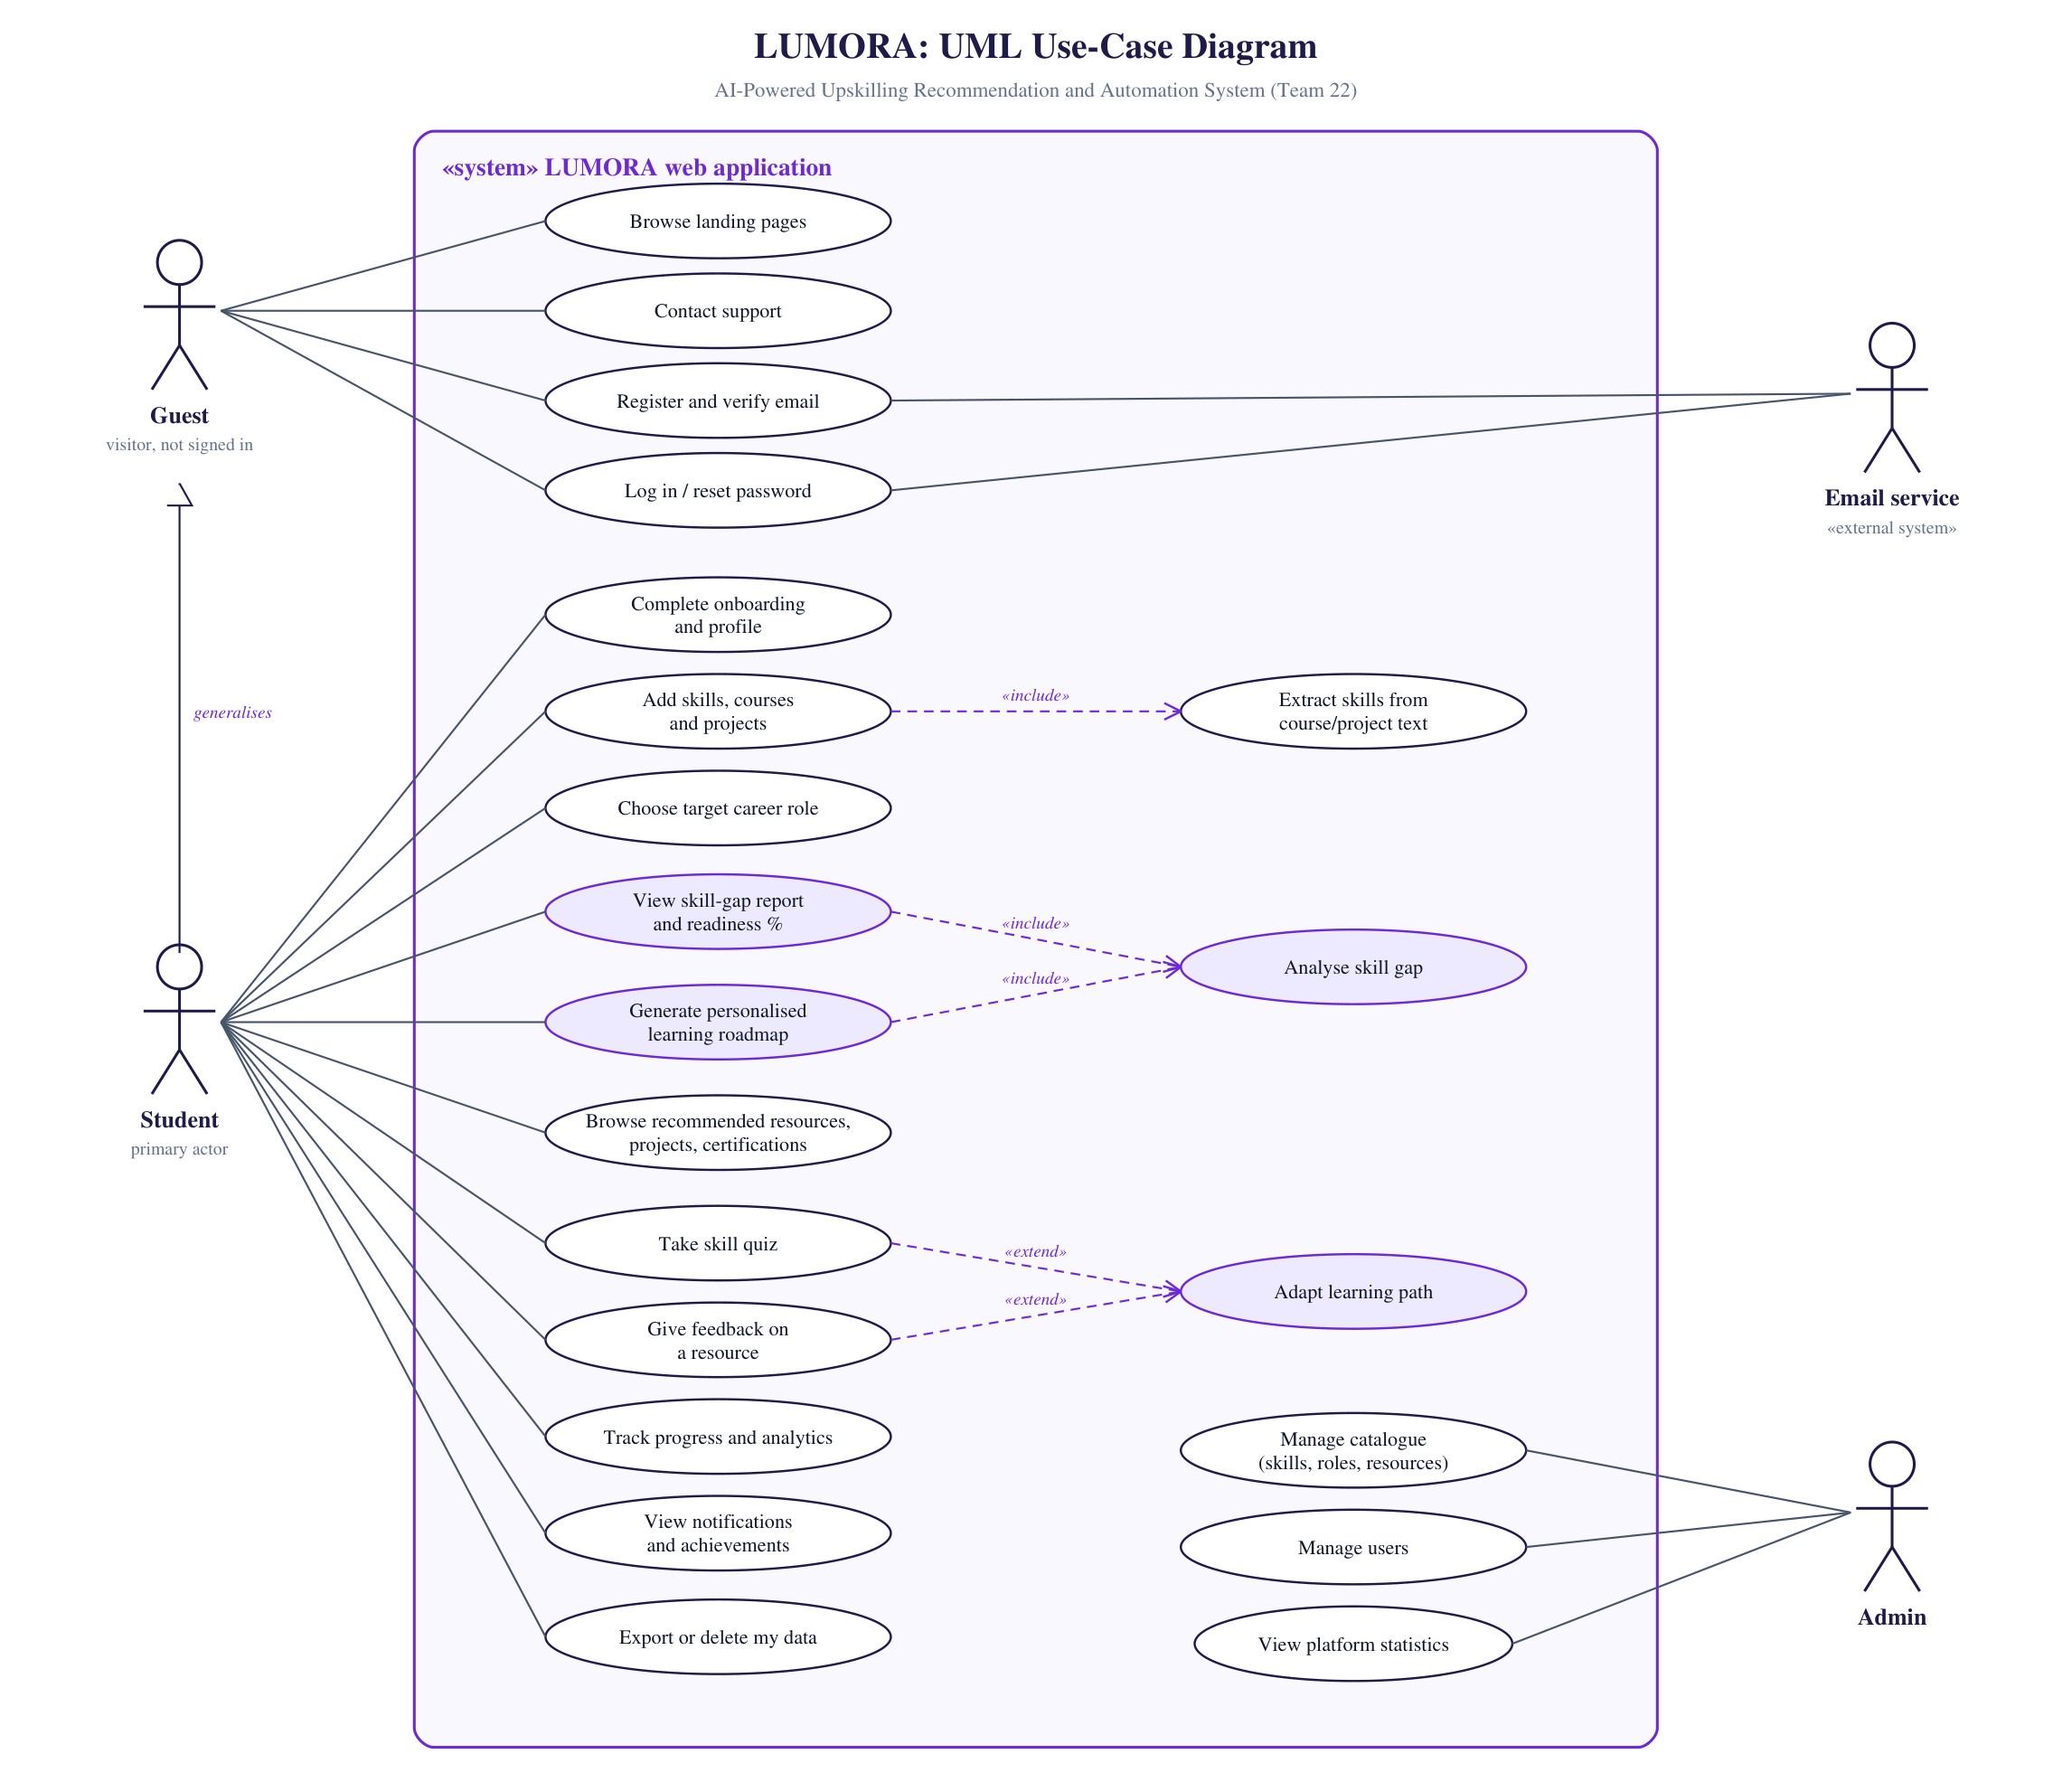 LUMORA: UML Use-Case Diagram
AI-Powered Upskilling Recommendation and Automation System (Team 22)
«system» LUMORA web application
Browse landing pages
Contact support
Register and verify email
Log in / reset password
Guest
visitor, not signed in
Email service
«external system»
generalises
Complete onboarding
and profile
Add skills, courses
and projects
«include»
Extract skills from
course/project text
Choose target career role
View skill-gap report
and readiness %
«include»
Analyse skill gap
«include»
Generate personalised
learning roadmap
Student
primary actor
Browse recommended resources,
projects, certifications
Take skill quiz
«extend»
Adapt learning path
«extend»
Give feedback on
a resource
Track progress and analytics
Manage catalogue
(skills, roles, resources)
View notifications
and achievements
Manage users
Admin
Export or delete my data
View platform statistics